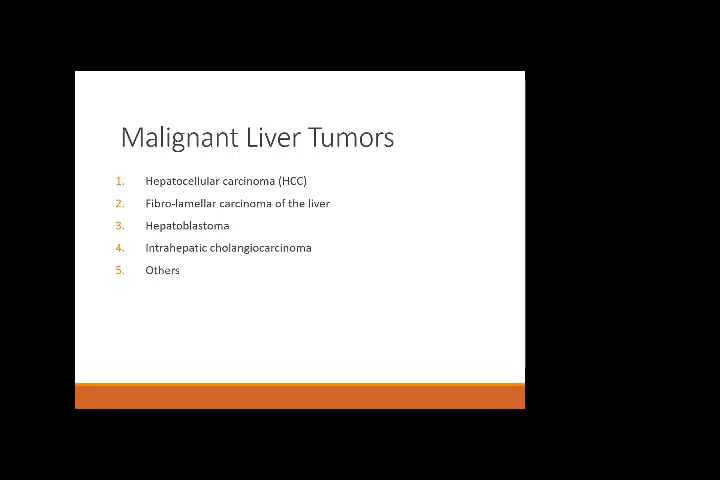 Malignant Liver Tumors
1. Hepatocellular carcinoma (HCC)
2. Fibro-lamellar carcinoma of the liver
3. Hepatoblastoma
4. Intrahepatic cholangiocarcinoma
5. Others